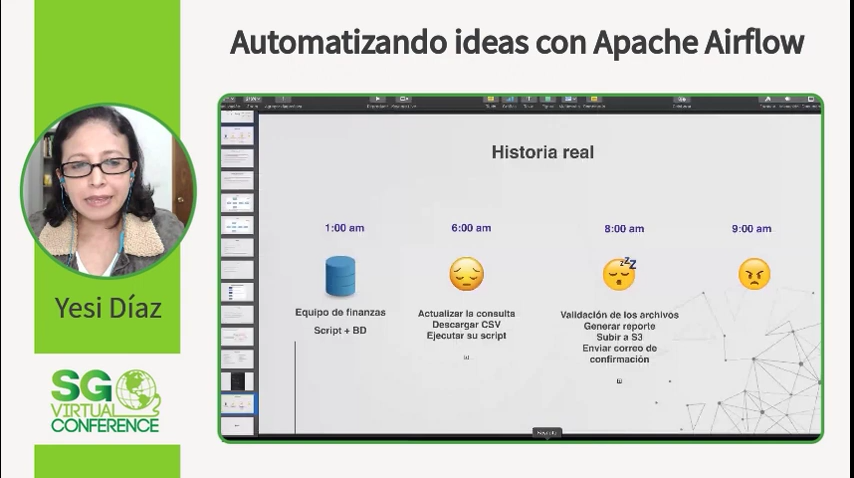 Automatizando ideas con Apache Airflow
Historia real
1:00 am
6:00 am
8:00 am
9:00 am
Equipo de finanzas
Script + BD
Actualizar la consulta
Descargar CSV
Ejecutar su script
Validación de los archivos
Generar reporte
Subir a S3
Enviar correo de
confirmación
zzZ
Yesi Díaz
SG
VIRTUAL
CONFERENCE